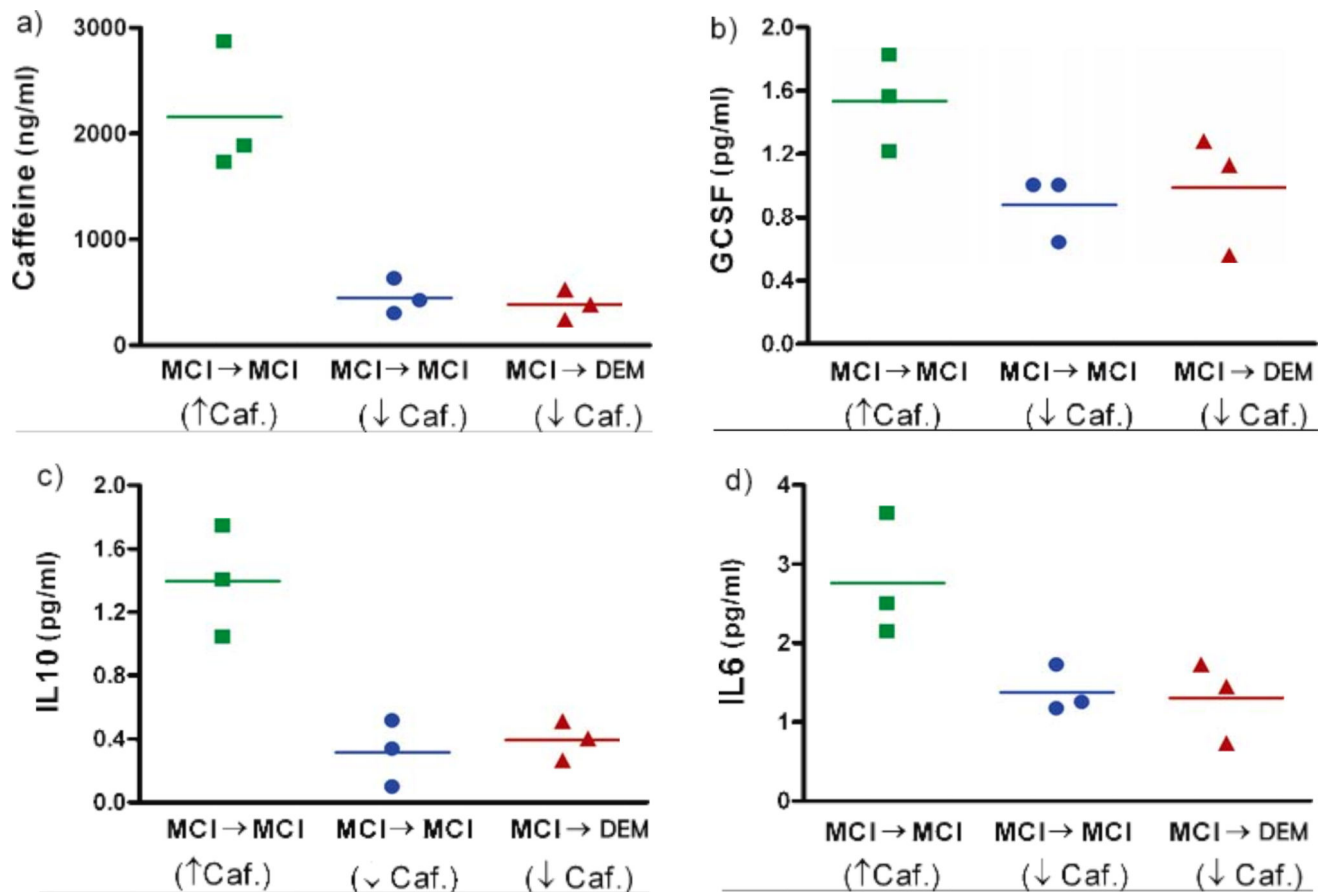 a)
Caffeine (ng/ml)
3000
2000
1000
0
MCI → MCI MCI → MCI MCI → DEM
(↑Caf.) (↓ Caf.) (↓ Caf.)
b)
GCSF (pg/ml)
2.0
1.6
1.2
0.8
0.4
0.0
MCI → MCI MCI → MCI MCI → DEM
(↑Caf.) (↓ Caf.) (↓ Caf.)
c)
IL10 (pg/ml)
2.0
1.6
1.2
0.8
0.4
0.0
MCI → MCI MCI → MCI MCI → DEM
(↑Caf.) (↓ Caf.) (↓ Caf.)
d)
IL6 (pg/ml)
4
3
2
1
0
MCI → MCI MCI → MCI MCI → DEM
(↑Caf.) (↓ Caf.) (↓ Caf.)